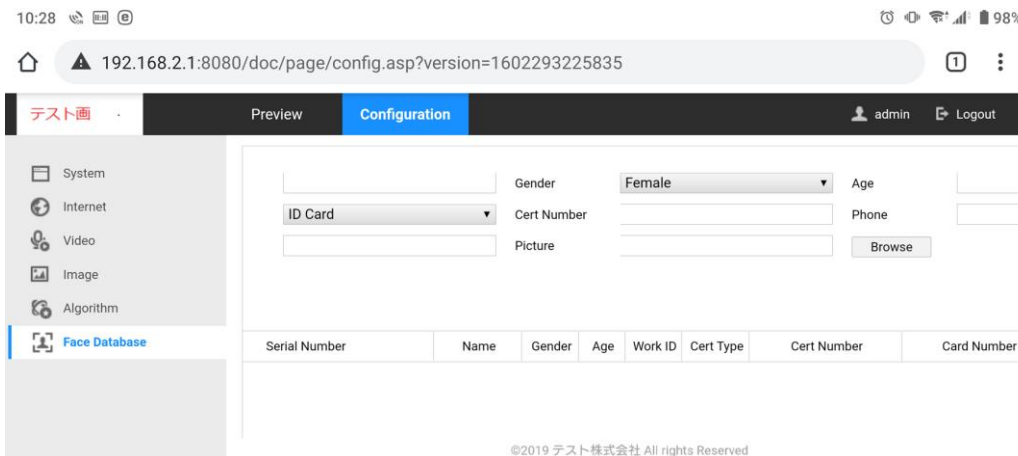 10:28 98%
192.168.2.1:8080/doc/page/config.asp?version=1602293225835 1
テスト画 Preview Configuration admin Logout
System
Internet
Video
Image
Algorithm
Face Database
Gender Female Age
ID Card Cert Number Phone
Picture Browse
Serial Number Name Gender Age Work ID Cert Type Cert Number Card Number
©2019 テスト株式会社 All rights Reserved